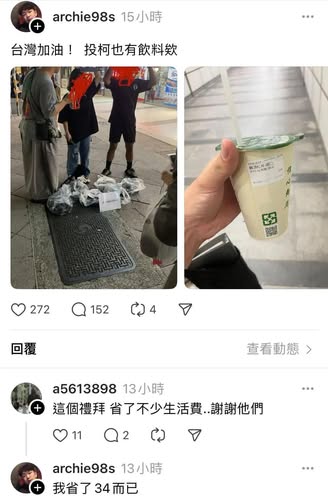 archie98s 15小時
台灣加油！ 投柯也有飲料欸
272 152 4
回覆 查看動態
a5613898 13小時
這個禮拜 省了不少生活費..謝謝他們
11 2
archie98s 13小時
我省了34而已